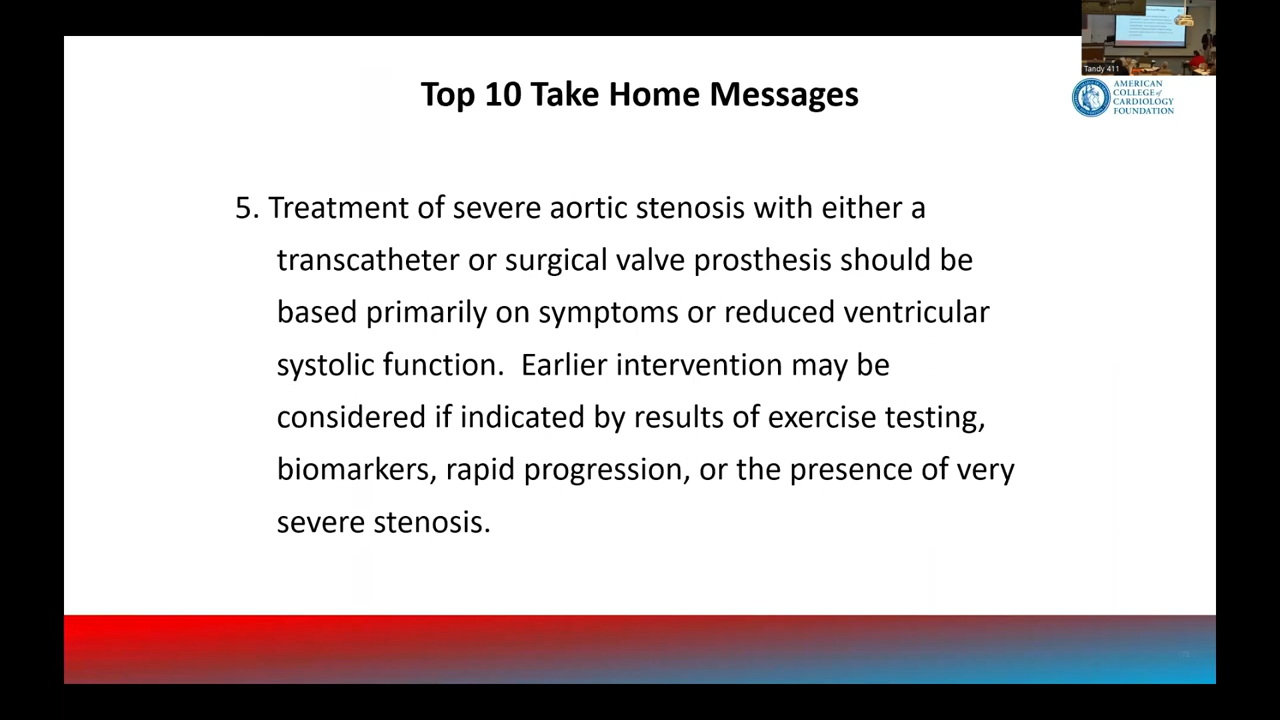 Tandy 411
Top 10 Take Home Messages
AMERICAN
COLLEGE of
CARDIOLOGY
FOUNDATION
5. Treatment of severe aortic stenosis with either a
transcatheter or surgical valve prosthesis should be
based primarily on symptoms or reduced ventricular
systolic function.  Earlier intervention may be
considered if indicated by results of exercise testing,
biomarkers, rapid progression, or the presence of very
severe stenosis.